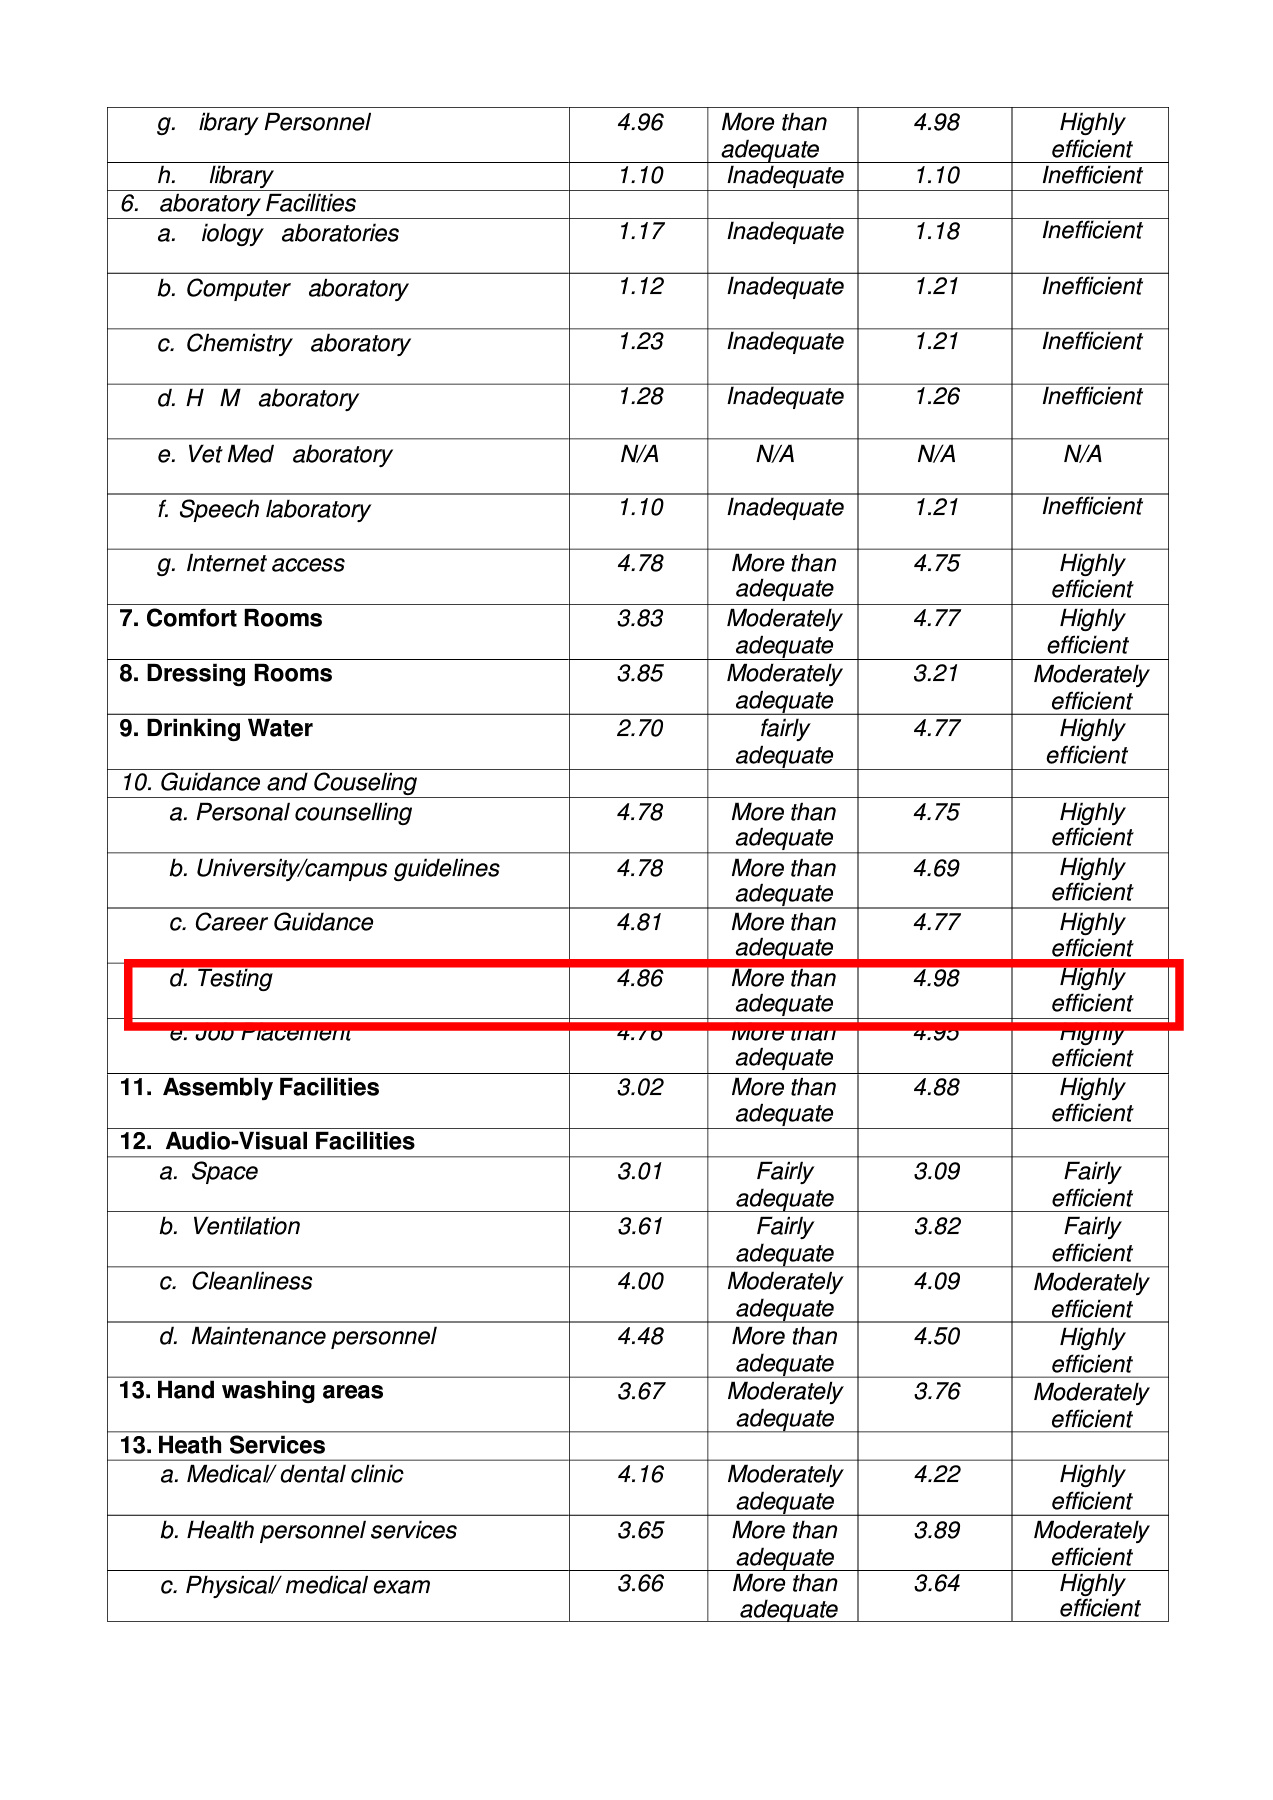 g. ibrary Personnel 4.96 More than 4.98 Highly
adequate efficient
h. library 1.10 Inadequate 1.10 Inefficient
6. aboratory Facilities
a. iology aboratories 1.17 Inadequate 1.18 Inefficient
b. Computer aboratory 1.12 Inadequate 1.21 Inefficient
c. Chemistry aboratory 1.23 Inadequate 1.21 Inefficient
d. H M aboratory 1.28 Inadequate 1.26 Inefficient
e. Vet Med aboratory N/A N/A N/A N/A
f. Speech laboratory 1.10 Inadequate 1.21 Inefficient
g. Internet access 4.78 More than 4.75 Highly
adequate efficient
7. Comfort Rooms 3.83 Moderately 4.77 Highly
adequate efficient
8. Dressing Rooms 3.85 Moderately 3.21 Moderately
adequate efficient
9. Drinking Water 2.70 fairly 4.77 Highly
adequate efficient
10. Guidance and Couseling
a. Personal counselling 4.78 More than 4.75 Highly
adequate efficient
b. University/campus guidelines 4.78 More than 4.69 Highly
adequate efficient
c. Career Guidance 4.81 More than 4.77 Highly
adequate efficient
d. Testing 4.86 More than 4.98 Highly
adequate efficient
e. Job Placement 4.76 More than 4.95 Highly
adequate efficient
11. Assembly Facilities 3.02 More than 4.88 Highly
adequate efficient
12. Audio-Visual Facilities
a. Space 3.01 Fairly 3.09 Fairly
adequate efficient
b. Ventilation 3.61 Fairly 3.82 Fairly
adequate efficient
c. Cleanliness 4.00 Moderately 4.09 Moderately
adequate efficient
d. Maintenance personnel 4.48 More than 4.50 Highly
adequate efficient
13. Hand washing areas 3.67 Moderately 3.76 Moderately
adequate efficient
13. Heath Services
a. Medical/ dental clinic 4.16 Moderately 4.22 Highly
adequate efficient
b. Health personnel services 3.65 More than 3.89 Moderately
adequate efficient
c. Physical/ medical exam 3.66 More than 3.64 Highly
adequate efficient